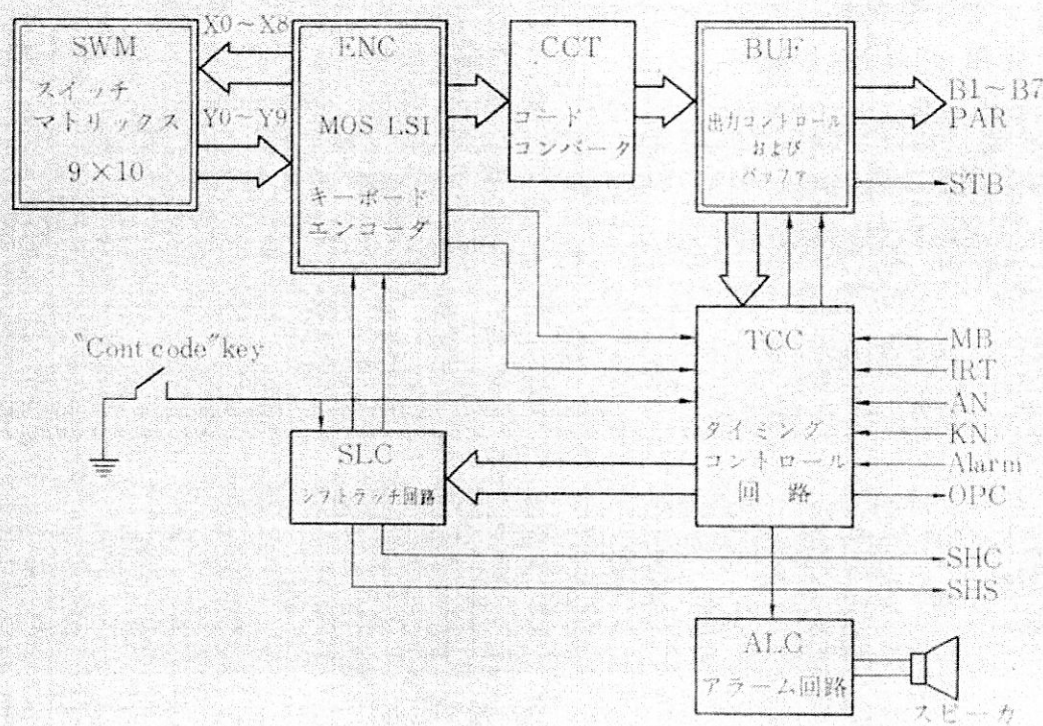 SWM
スイッチ
マトリックス
9×10
X0～X8
Y0～Y9
ENC
MOS LSI
キーボード
エンコーダ
CCT
コード
コンバータ
BUF
出力コントロール
および
バッファ
B1～B7
PAR
STB
"Cont code"key
SLC
シフトラッチ回路
TCC
タイミング
コントロール
回路
MB
IRT
AN
KN
Alarm
OPC
SHC
SHS
ALC
アラーム回路
スピーカ